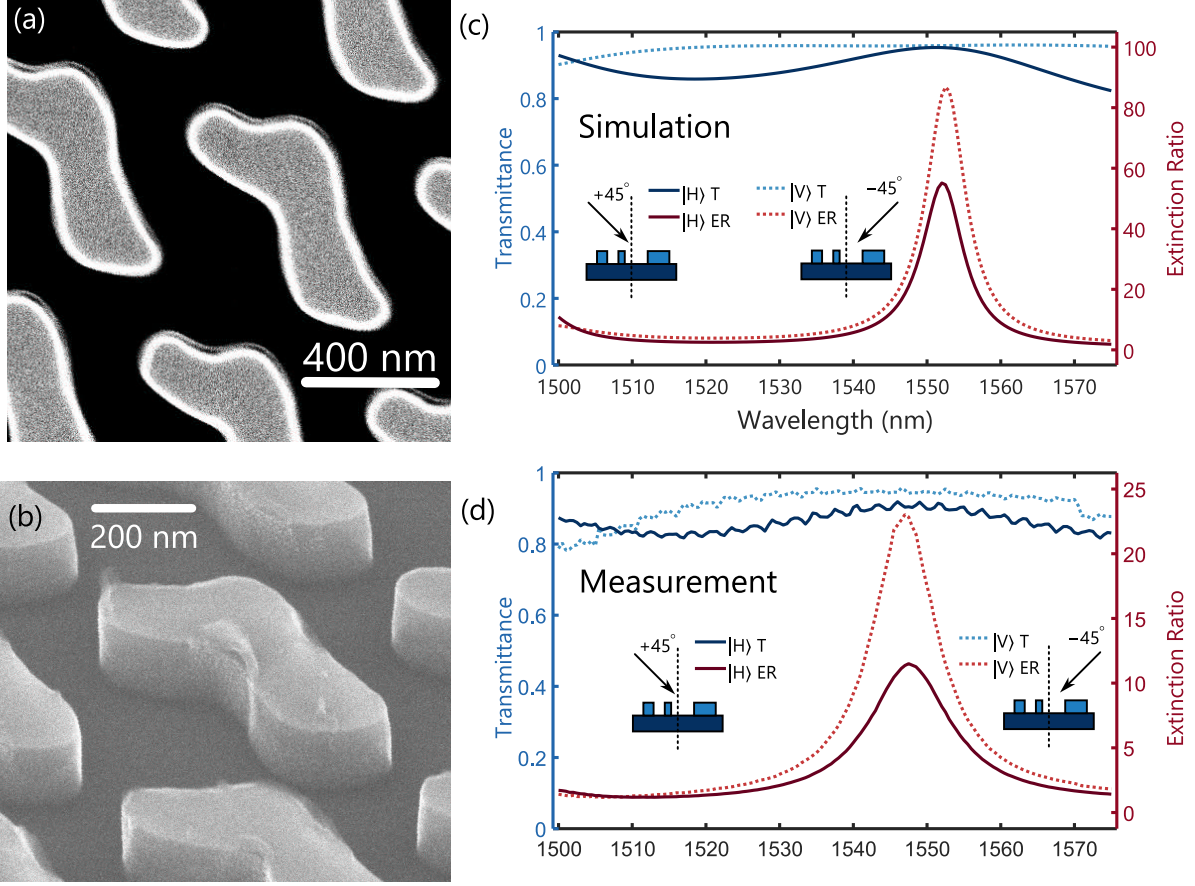 (a)
400 nm
(b)
200 nm
(c)
Simulation
+45°
|H⟩ T
|H⟩ ER
|V⟩ T
|V⟩ ER
−45°
Transmittance
0
0.2
0.4
0.6
0.8
1
Extinction Ratio
0
20
40
60
80
100
1500
1510
1520
1530
1540
1550
1560
1570
Wavelength (nm)
(d)
Measurement
+45°
|H⟩ T
|H⟩ ER
|V⟩ T
|V⟩ ER
−45°
Transmittance
0
0.2
0.4
0.6
0.8
1
Extinction Ratio
0
5
10
15
20
25
1500
1510
1520
1530
1540
1550
1560
1570